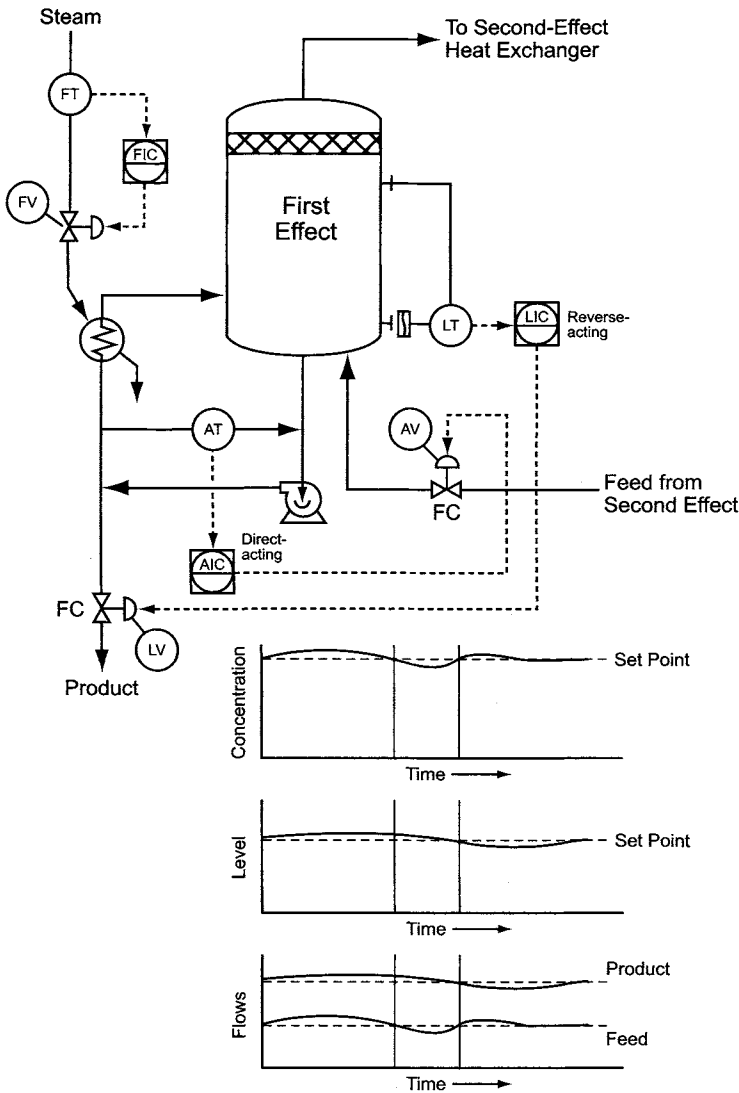 Steam
To Second-Effect
Heat Exchanger
FT
FIC
FV
First
Effect
LT
LIC
Reverse-
acting
AT
AV
FC
Feed from
Second Effect
Direct-
acting
AIC
FC
LV
Product
Concentration
Set Point
Time
Level
Set Point
Time
Flows
Product
Feed
Time